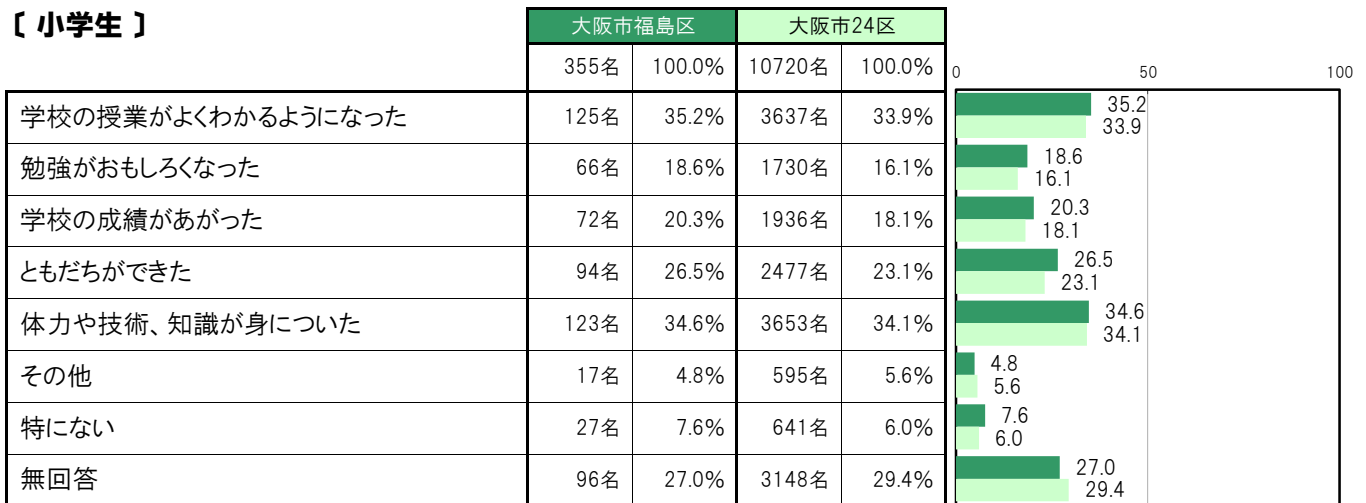 〔 小学生 〕
大阪市福島区 大阪市24区
355名 100.0% 10720名 100.0%
0 50 100
学校の授業がよくわかるようになった 125名 35.2% 3637名 33.9% 35.2
33.9
勉強がおもしろくなった 66名 18.6% 1730名 16.1% 18.6
16.1
学校の成績があがった 72名 20.3% 1936名 18.1% 20.3
18.1
ともだちができた 94名 26.5% 2477名 23.1% 26.5
23.1
体力や技術、知識が身についた 123名 34.6% 3653名 34.1% 34.6
34.1
その他 17名 4.8% 595名 5.6% 4.8
5.6
特にない 27名 7.6% 641名 6.0% 7.6
6.0
無回答 96名 27.0% 3148名 29.4% 27.0
29.4